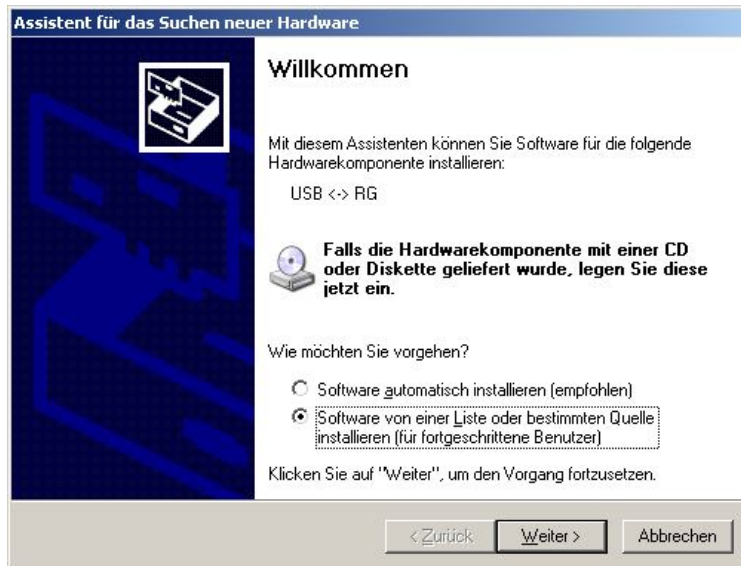 Assistent für das Suchen neuer Hardware
Willkommen
Mit diesem Assistenten können Sie Software für die folgende
Hardwarekomponente installieren:
USB <-> RG
Falls die Hardwarekomponente mit einer CD
oder Diskette geliefert wurde, legen Sie diese
jetzt ein.
Wie möchten Sie vorgehen?
Software automatisch installieren (empfohlen)
Software von einer Liste oder bestimmten Quelle
installieren (für fortgeschrittene Benutzer)
Klicken Sie auf "Weiter", um den Vorgang fortzusetzen.
< Zurück Weiter > Abbrechen